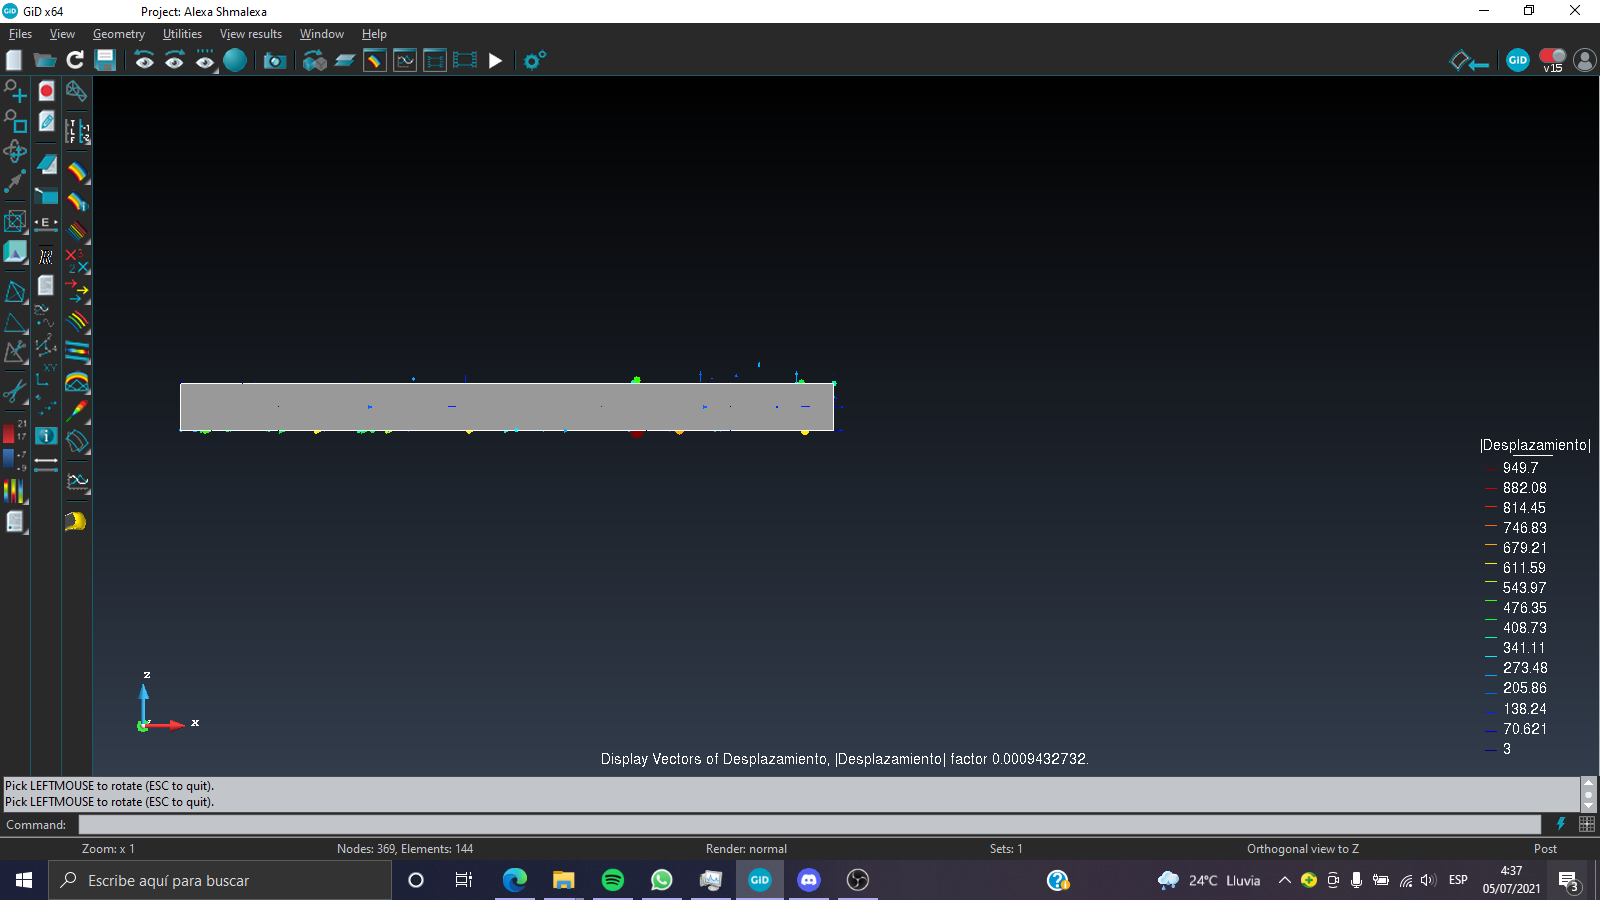 GiD x64
Project: Alexa Shmalexa
Files View Geometry Utilities View results Window Help
GiD
v15
|Desplazamiento|
949.7
882.08
814.45
746.83
679.21
611.59
543.97
476.35
408.73
341.11
273.48
205.86
138.24
70.621
3
z
x
Display Vectors of Desplazamiento, |Desplazamiento| factor 0.0009432732.
Pick LEFTMOUSE to rotate (ESC to quit).
Pick LEFTMOUSE to rotate (ESC to quit).
Command:
Zoom: x 1
Nodes: 369, Elements: 144
Render: normal
Sets: 1
Orthogonal view to Z
Post
Escribe aquí para buscar
GiD
24°C Lluvia
ESP
4:37
05/07/2021
3